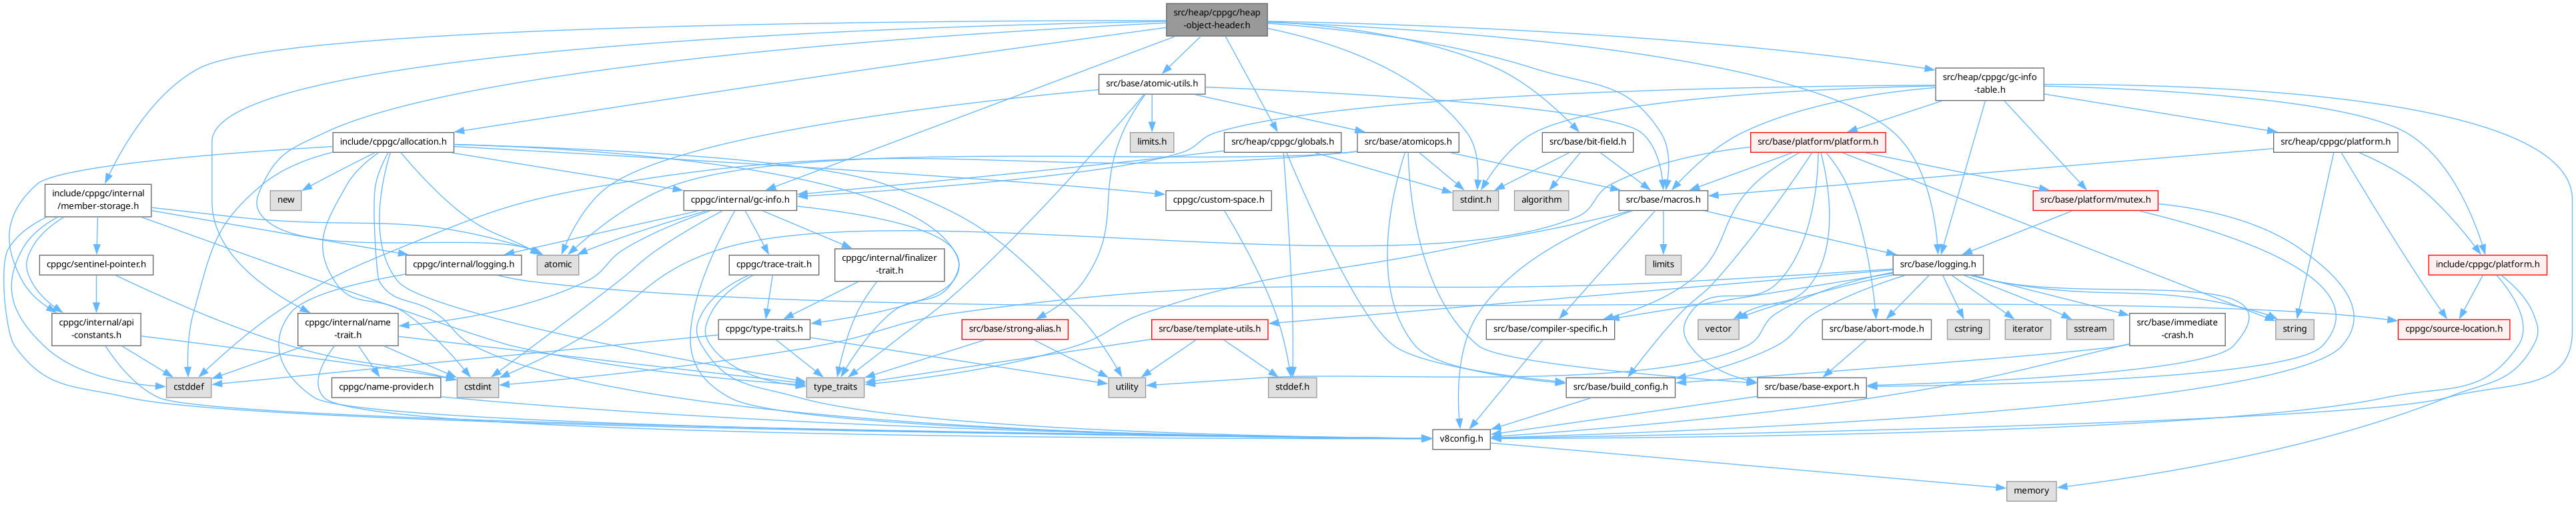 src/heap/cppgc/heap
-object-header.h
src/base/atomic-utils.h
src/heap/cppgc/gc-info
-table.h
include/cppgc/allocation.h
limits.h
src/heap/cppgc/globals.h
src/base/atomicops.h
src/base/bit-field.h
src/base/platform/platform.h
src/heap/cppgc/platform.h
include/cppgc/internal
/member-storage.h
new
cppgc/internal/gc-info.h
cppgc/custom-space.h
stdint.h
algorithm
src/base/macros.h
src/base/platform/mutex.h
cppgc/sentinel-pointer.h
cppgc/internal/logging.h
atomic
cppgc/trace-trait.h
cppgc/internal/finalizer
-trait.h
limits
src/base/logging.h
include/cppgc/platform.h
cppgc/internal/api
-constants.h
cppgc/internal/name
-trait.h
cppgc/type-traits.h
src/base/strong-alias.h
src/base/template-utils.h
src/base/compiler-specific.h
vector
src/base/abort-mode.h
cstring
iterator
sstream
src/base/immediate
-crash.h
string
cppgc/source-location.h
cstddef
cppgc/name-provider.h
cstdint
type_traits
utility
stddef.h
src/base/build_config.h
src/base/base-export.h
v8config.h
memory